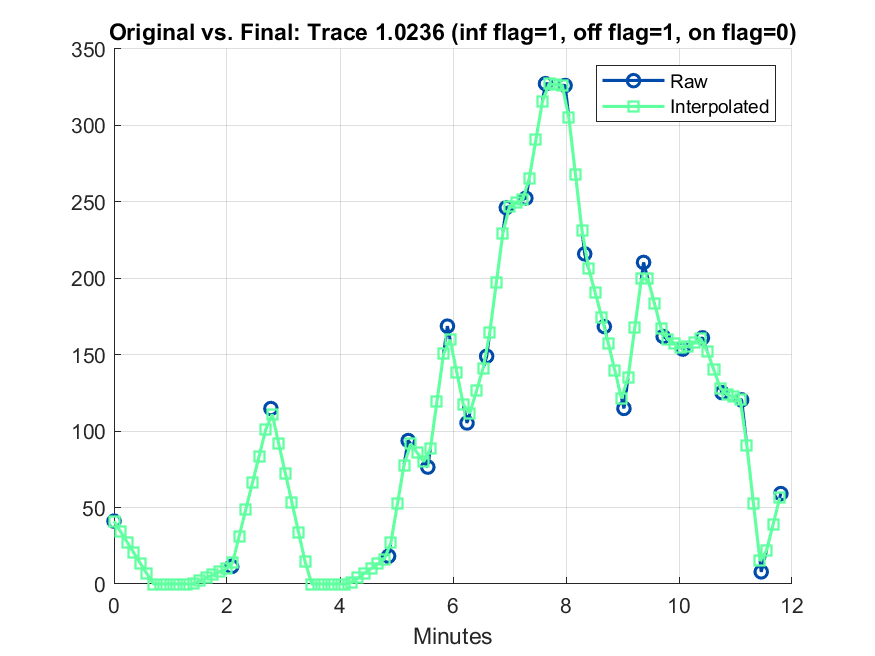 Original vs. Final: Trace 1.0236 (inf flag=1, off flag=1, on flag=0)
350
300
250
200
150
100
50
0
Raw
Interpolated
0 2 4 6 8 10 12
Minutes